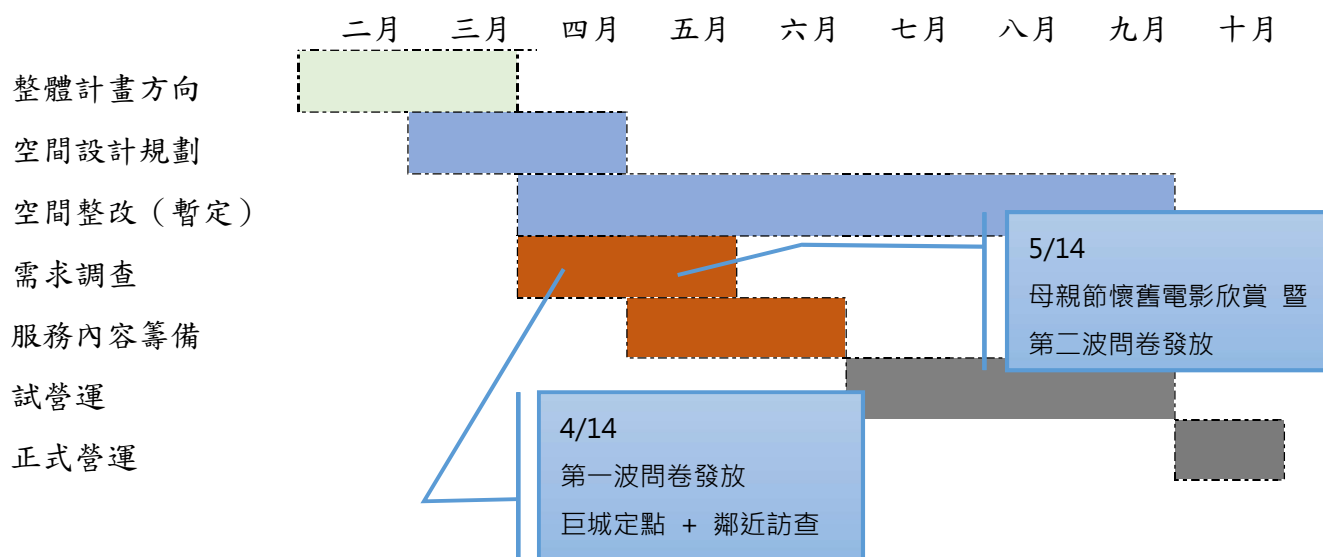 二月 三月 四月 五月 六月 七月 八月 九月 十月
整體計畫方向
空間設計規劃
空間整改（暫定）
需求調查
服務內容籌備
試營運
正式營運
5/14
母親節懷舊電影欣賞 暨
第二波問卷發放
4/14
第一波問卷發放
巨城定點 + 鄰近訪查